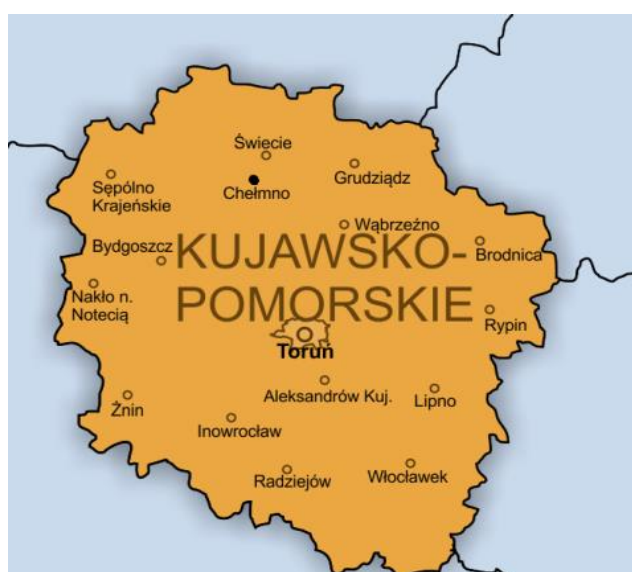 Świecie
Grudziądz
Sępólno
Krajeńskie
Chełmno
Wąbrzeźno
Bydgoszcz
KUJAWSKO-
POMORSKIE
Brodnica
Nakło n.
Notecią
Rypin
Toruń
Aleksandrów Kuj.
Lipno
Żnin
Inowrocław
Radziejów
Włocławek